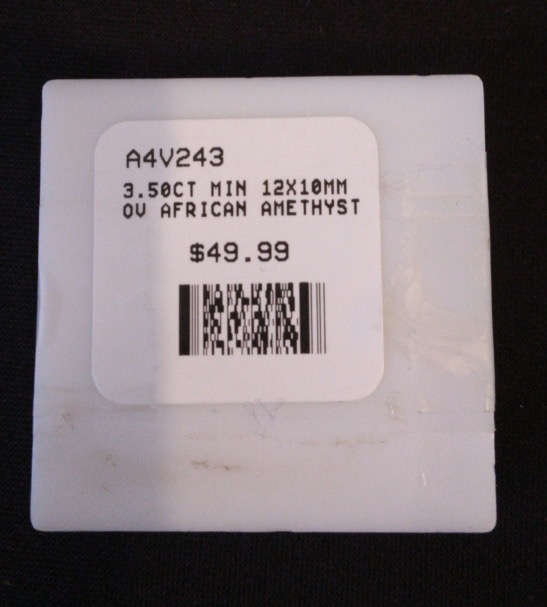 A4V243
3.50CT MIN 12X10MM
OV AFRICAN AMETHYST
$49.99